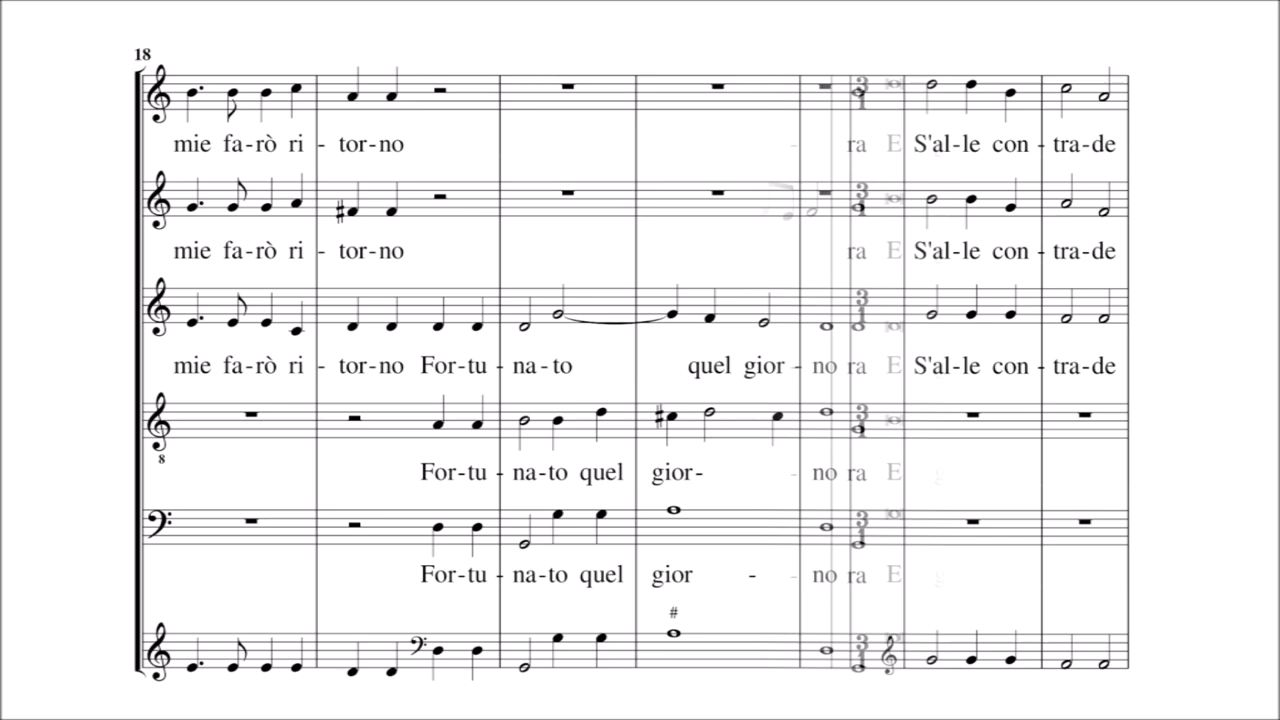 18
mie fa-rò ri - tor-no - ra E S'al-le con - tra-de
mie fa-rò ri - tor-no ra E S'al-le con - tra-de
mie fa-rò ri - tor-no For-tu - na-to quel gior - no ra E S'al-le con - tra-de
8
For-tu - na-to quel gior- - no ra E
For-tu - na-to quel gior - - no ra E
#